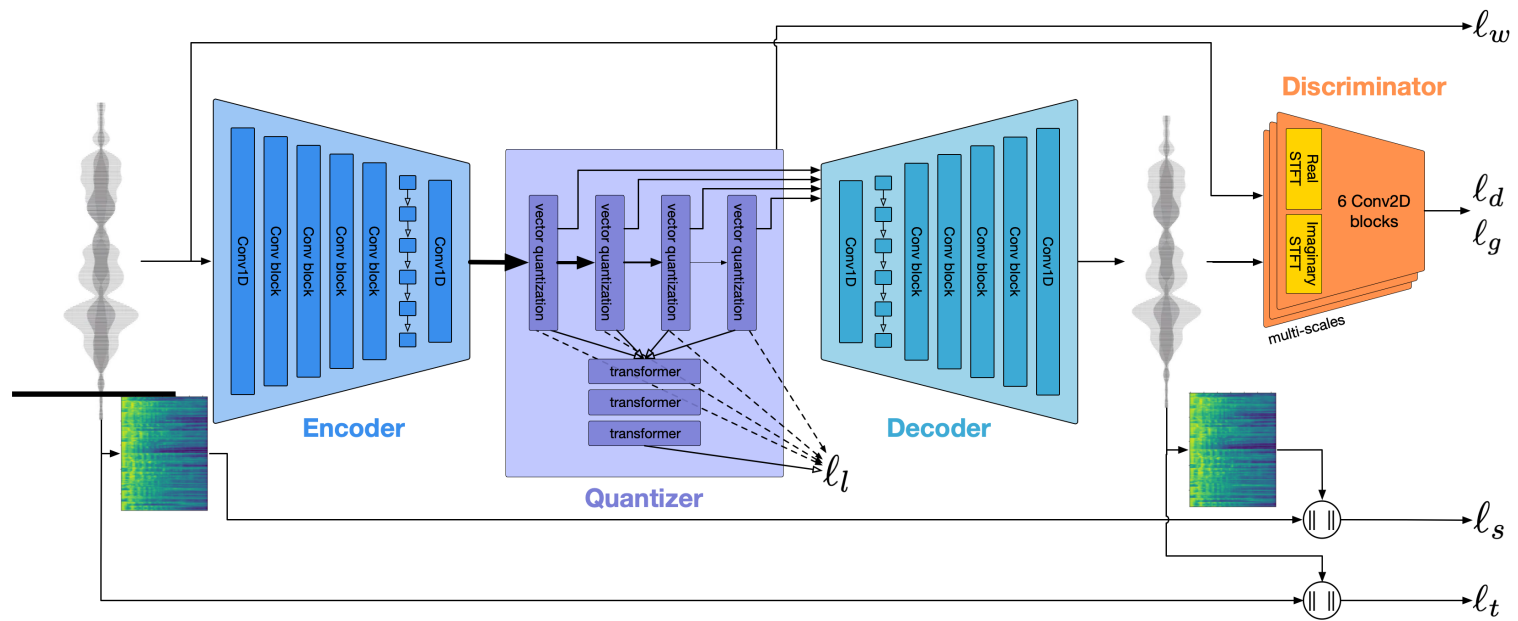 ℓw
Discriminator
Real
STFT
Imaginary
STFT
6 Conv2D
blocks
multi-scales
ℓd
ℓg
Conv1D
Conv block
Conv block
Conv block
Conv block
Conv1D
Encoder
vector quantization
vector quantization
vector quantization
vector quantization
transformer
transformer
transformer
Quantizer
ℓl
Conv1D
Conv block
Conv block
Conv block
Conv block
Conv1D
Decoder
|| ||
ℓs
|| ||
ℓt